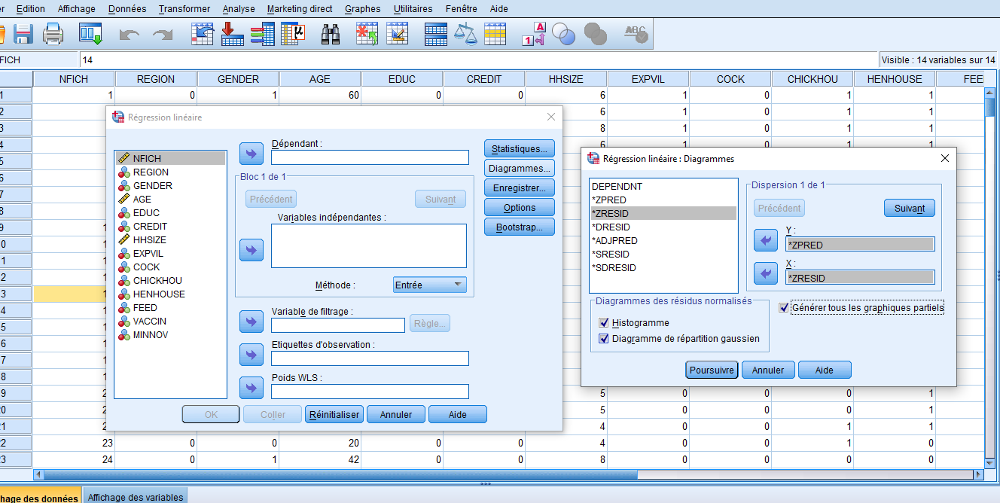 er Edition Affichage Données Transformer Analyse Marketing direct Graphes Utilitaires Fenêtre Aide
NFICH 14 Visible : 14 variables sur 14
NFICH REGION GENDER AGE EDUC CREDIT HHSIZE EXPVIL COCK CHICKHOU HENHOUSE FEE
1 1 0 1 60 0 0 6 1 0 1 1
2 6 1 0 1 1
3 8 1 0 1 1
4 6 1 0 1 1
5
6
7
8
9 1
0 1
1 1
2 1
3 1
4 1
5 1
6 1
7 1
8 1
9 2 5 0 0 0 1
20 2 5 0 0 0 1
1 2 4 0 0 1 1
22 23 0 0 20 0 0 4 0 0 1 0
23 24 0 1 42 0 0 8 0 0 0 0
Régression linéaire
NFICH
REGION
GENDER
AGE
EDUC
CREDIT
HHSIZE
EXPVIL
COCK
CHICKHOU
HENHOUSE
FEED
VACCIN
MINNOV
Dépendant :
Bloc 1 de 1
Précédent Suivant
Variables indépendantes :
Méthode : Entrée
Variable de filtrage :
Règle...
Etiquettes d'observation :
Poids WLS :
Statistiques...
Diagrammes...
Enregistrer...
Options
Bootstrap...
OK Coller Réinitialiser Annuler Aide
Régression linéaire : Diagrammes
DEPENDNT
*ZPRED
*ZRESID
*DRESID
*ADJPRED
*SRESID
*SDRESID
Dispersion 1 de 1
Précédent Suivant
Y :
*ZPRED
X :
*ZRESID
Diagrammes des résidus normalisés
Histogramme
Diagramme de répartition gaussien
Générer tous les graphiques partiels
Poursuivre Annuler Aide
hage des données Affichage des variables